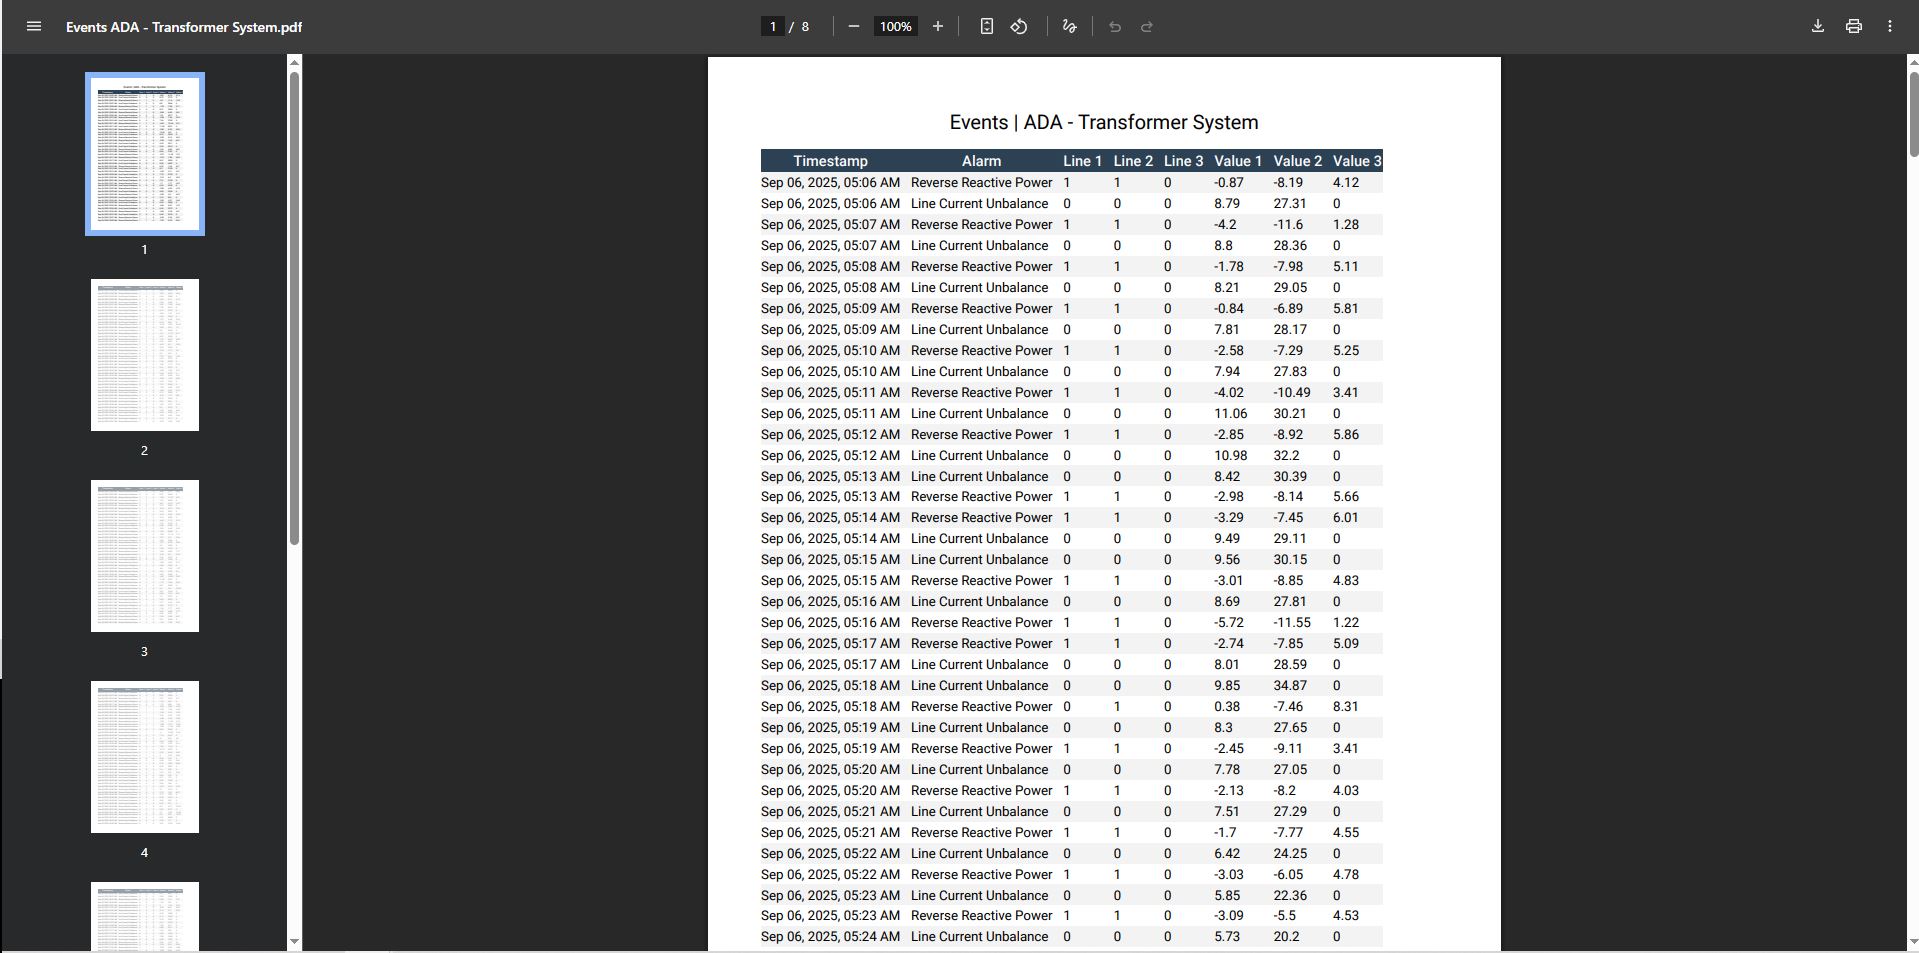 Events ADA - Transformer System.pdf
1 / 8
100%
1
2
3
4
Events | ADA - Transformer System
Timestamp Alarm Line 1 Line 2 Line 3 Value 1 Value 2 Value 3
Sep 06, 2025, 05:06 AM Reverse Reactive Power 1 1 0 -0.87 -8.19 4.12
Sep 06, 2025, 05:06 AM Line Current Unbalance 0 0 0 8.79 27.31 0
Sep 06, 2025, 05:07 AM Reverse Reactive Power 1 1 0 -4.2 -11.6 1.28
Sep 06, 2025, 05:07 AM Line Current Unbalance 0 0 0 8.8 28.36 0
Sep 06, 2025, 05:08 AM Reverse Reactive Power 1 1 0 -1.78 -7.98 5.11
Sep 06, 2025, 05:08 AM Line Current Unbalance 0 0 0 8.21 29.05 0
Sep 06, 2025, 05:09 AM Reverse Reactive Power 1 1 0 -0.84 -6.89 5.81
Sep 06, 2025, 05:09 AM Line Current Unbalance 0 0 0 7.81 28.17 0
Sep 06, 2025, 05:10 AM Reverse Reactive Power 1 1 0 -2.58 -7.29 5.25
Sep 06, 2025, 05:10 AM Line Current Unbalance 0 0 0 7.94 27.83 0
Sep 06, 2025, 05:11 AM Reverse Reactive Power 1 1 0 -4.02 -10.49 3.41
Sep 06, 2025, 05:11 AM Line Current Unbalance 0 0 0 11.06 30.21 0
Sep 06, 2025, 05:12 AM Reverse Reactive Power 1 1 0 -2.85 -8.92 5.86
Sep 06, 2025, 05:12 AM Line Current Unbalance 0 0 0 10.98 32.2 0
Sep 06, 2025, 05:13 AM Line Current Unbalance 0 0 0 8.42 30.39 0
Sep 06, 2025, 05:13 AM Reverse Reactive Power 1 1 0 -2.98 -8.14 5.66
Sep 06, 2025, 05:14 AM Reverse Reactive Power 1 1 0 -3.29 -7.45 6.01
Sep 06, 2025, 05:14 AM Line Current Unbalance 0 0 0 9.49 29.11 0
Sep 06, 2025, 05:15 AM Line Current Unbalance 0 0 0 9.56 30.15 0
Sep 06, 2025, 05:15 AM Reverse Reactive Power 1 1 0 -3.01 -8.85 4.83
Sep 06, 2025, 05:16 AM Line Current Unbalance 0 0 0 8.69 27.81 0
Sep 06, 2025, 05:16 AM Reverse Reactive Power 1 1 0 -5.72 -11.55 1.22
Sep 06, 2025, 05:17 AM Reverse Reactive Power 1 1 0 -2.74 -7.85 5.09
Sep 06, 2025, 05:17 AM Line Current Unbalance 0 0 0 8.01 28.59 0
Sep 06, 2025, 05:18 AM Line Current Unbalance 0 0 0 9.85 34.87 0
Sep 06, 2025, 05:18 AM Reverse Reactive Power 0 1 0 0.38 -7.46 8.31
Sep 06, 2025, 05:19 AM Line Current Unbalance 0 0 0 8.3 27.65 0
Sep 06, 2025, 05:19 AM Reverse Reactive Power 1 1 0 -2.45 -9.11 3.41
Sep 06, 2025, 05:20 AM Line Current Unbalance 0 0 0 7.78 27.05 0
Sep 06, 2025, 05:20 AM Reverse Reactive Power 1 1 0 -2.13 -8.2 4.03
Sep 06, 2025, 05:21 AM Line Current Unbalance 0 0 0 7.51 27.29 0
Sep 06, 2025, 05:21 AM Reverse Reactive Power 1 1 0 -1.7 -7.77 4.55
Sep 06, 2025, 05:22 AM Line Current Unbalance 0 0 0 6.42 24.25 0
Sep 06, 2025, 05:22 AM Reverse Reactive Power 1 1 0 -3.03 -6.05 4.78
Sep 06, 2025, 05:23 AM Line Current Unbalance 0 0 0 5.85 22.36 0
Sep 06, 2025, 05:23 AM Reverse Reactive Power 1 1 0 -3.09 -5.5 4.53
Sep 06, 2025, 05:24 AM Line Current Unbalance 0 0 0 5.73 20.2 0